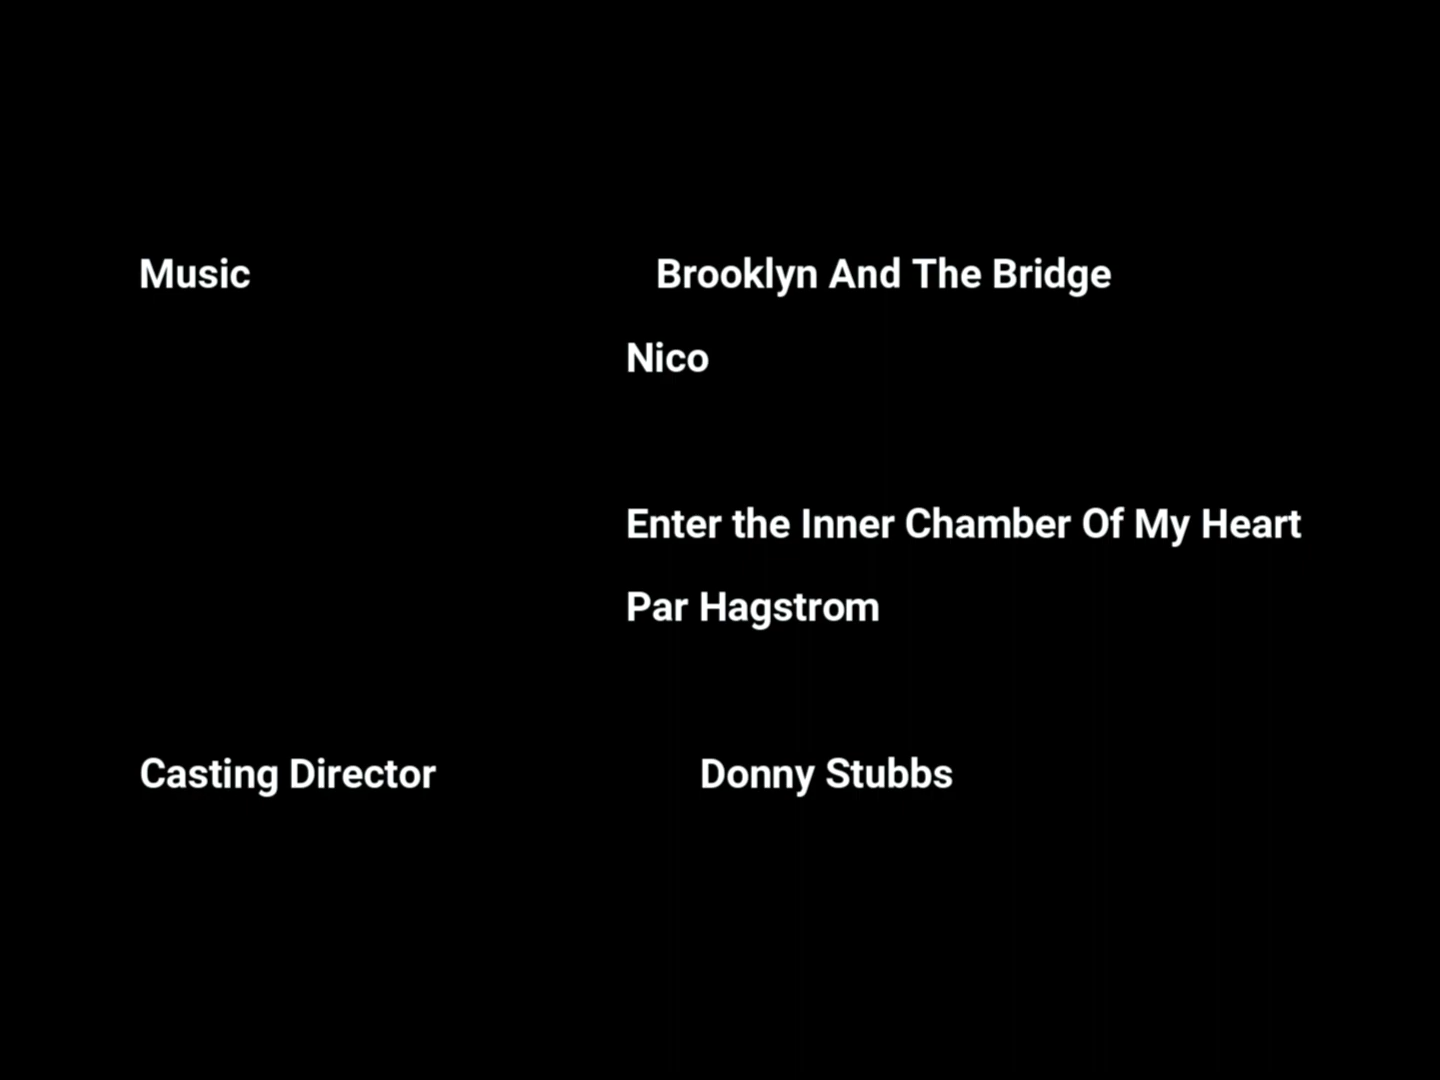 Music Brooklyn And The Bridge
Nico
Enter the Inner Chamber Of My Heart
Par Hagstrom
Casting Director Donny Stubbs